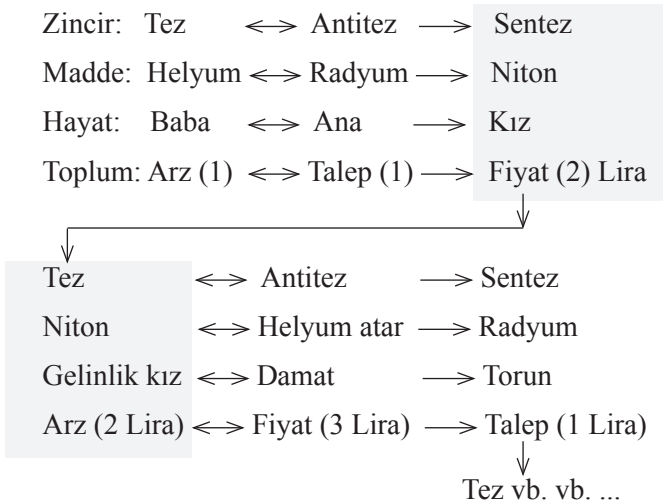 Zincir: Tez ⟷ Antitez ⟶ Sentez
Madde: Helyum ⟷ Radyum ⟶ Niton
Hayat: Baba ⟷ Ana ⟶ Kız
Toplum: Arz (1) ⟷ Talep (1) ⟶ Fiyat (2) Lira
Tez ⟷ Antitez ⟶ Sentez
Niton ⟷ Helyum atar ⟶ Radyum
Gelinlik kız ⟷ Damat ⟶ Torun
Arz (2 Lira) ⟷ Fiyat (3 Lira) ⟶ Talep (1 Lira)
Tez vb. vb. ...